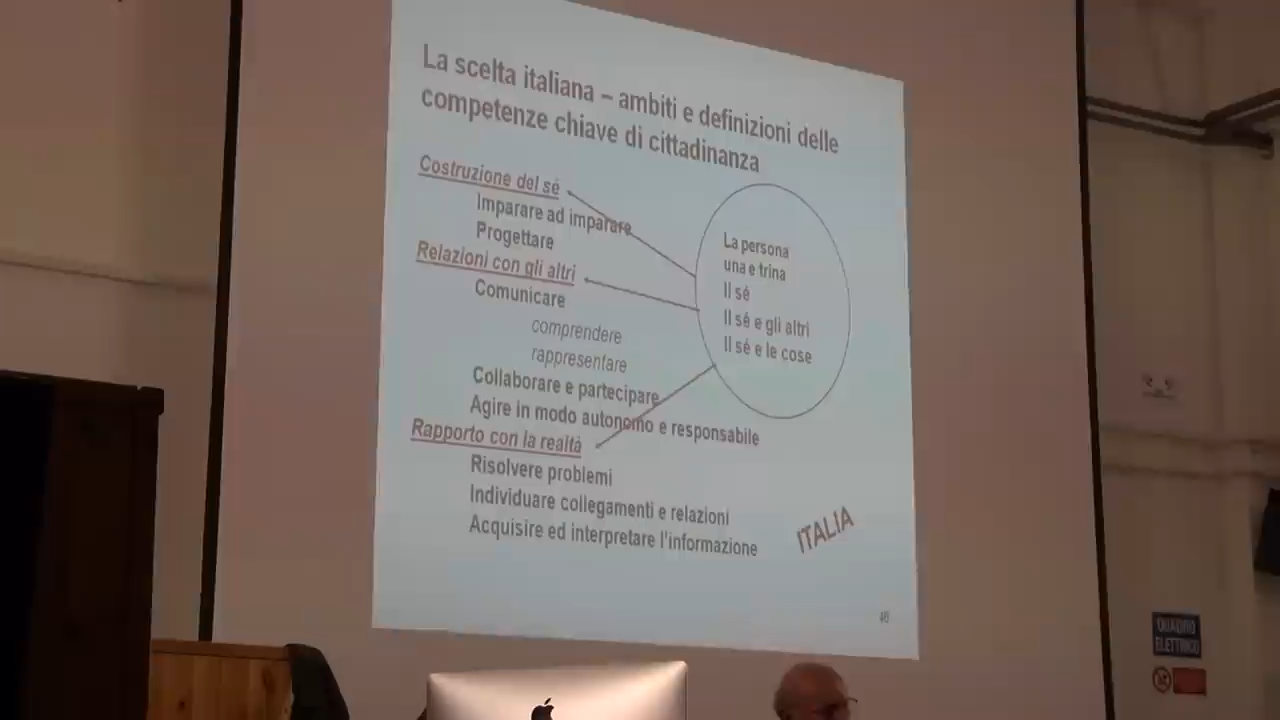 La scelta italiana – ambiti e definizioni delle
competenze chiave di cittadinanza
Costruzione del sé
Imparare ad imparare
Progettare
Relazioni con gli altri
Comunicare
comprendere
rappresentare
Collaborare e partecipare
Agire in modo autonomo e responsabile
Rapporto con la realtà
Risolvere problemi
Individuare collegamenti e relazioni
Acquisire ed interpretare l'informazione
La persona
una e trina
Il sé
Il sé e gli altri
Il sé e le cose
ITALIA
QUADRO
ELETTRICO